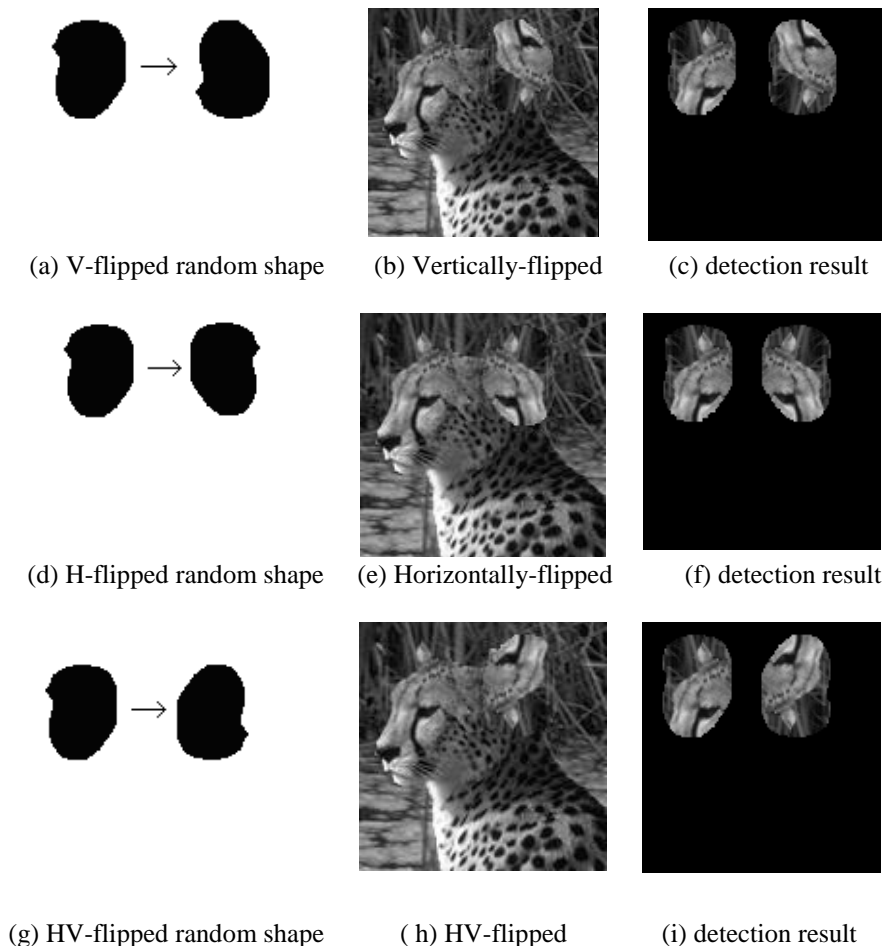 (a) V-flipped random shape (b) Vertically-flipped (c) detection result
(d) H-flipped random shape (e) Horizontally-flipped (f) detection result
(g) HV-flipped random shape ( h) HV-flipped (i) detection result